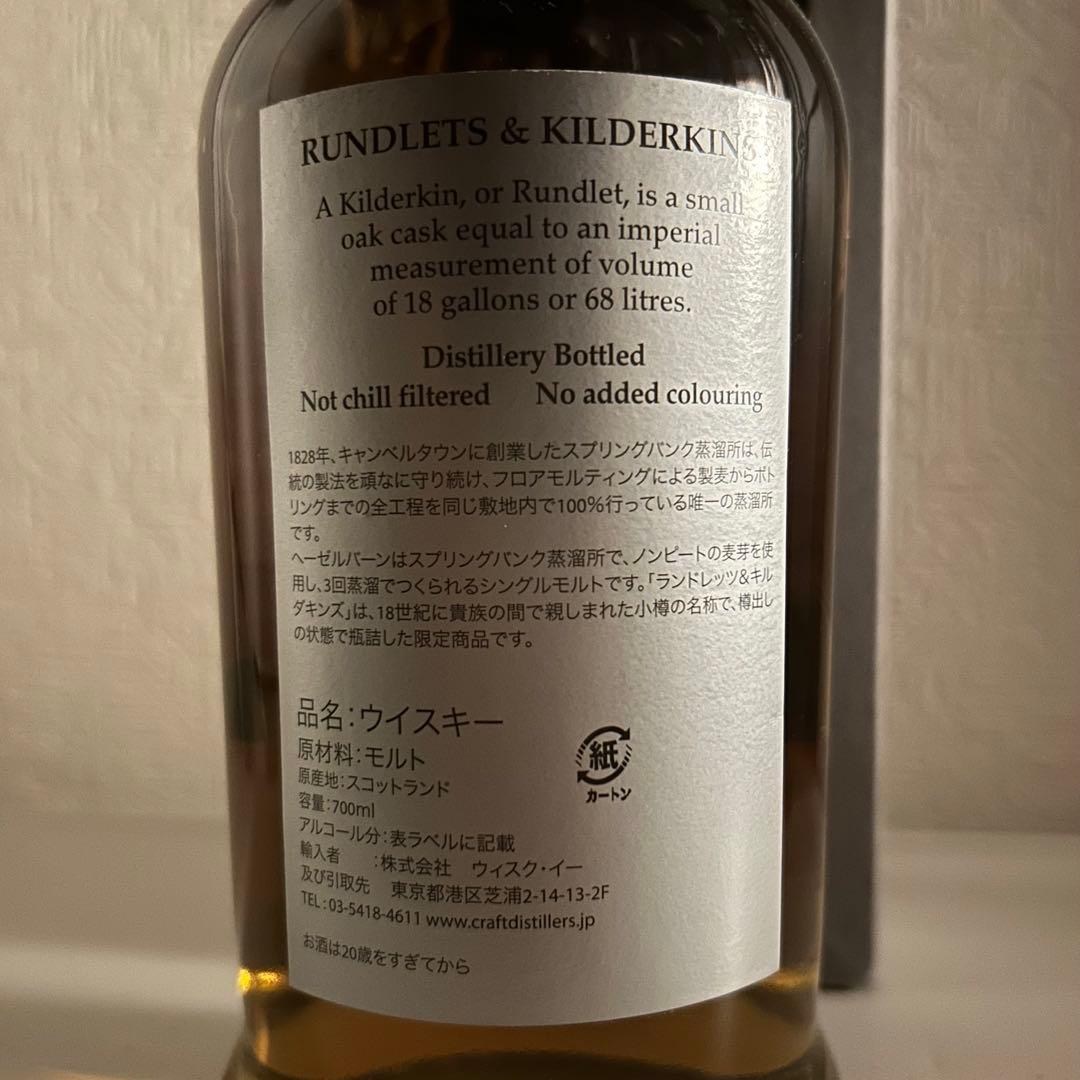 RUNDLETS & KILDERKINS
A Kilderkin, or Rundlet, is a small
oak cask equal to an imperial
measurement of volume
of 18 gallons or 68 litres.
Distillery Bottled
Not chill filtered No added colouring
1828年、キャンベルタウンに創業したスプリングバンク蒸溜所は、伝
統の製法を頑なに守り続け、フロアモルティングによる製麦からボト
リングまでの全工程を同じ敷地内で100%行っている唯一の蒸溜所
です。
ヘーゼルバーンはスプリングバンク蒸溜所で、ノンピートの麦芽を使
用し、3回蒸溜でつくられるシングルモルトです。「ランドレッツ&キル
ダキンズ」は、18世紀に貴族の間で親しまれた小樽の名称で、樽出し
の状態で瓶詰した限定商品です。
品名:ウイスキー
原材料:モルト
原産地:スコットランド
容量:700ml
アルコール分:表ラベルに記載
輸入者 :株式会社 ウィスク・イー
及び引取先 東京都港区芝浦2-14-13-2F
TEL:03-5418-4611 www.craftdistillers.jp
お酒は20歳をすぎてから
紙
カートン